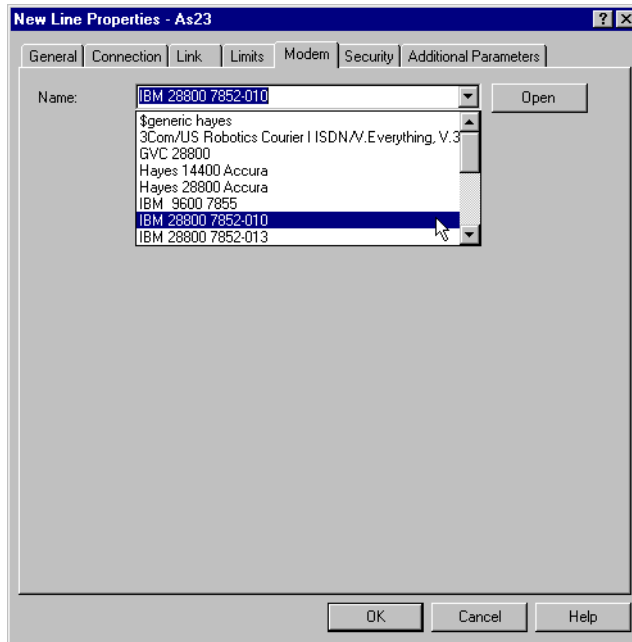 New Line Properties - As23
General Connection Link Limits Modem Security Additional Parameters
Name: IBM 28800 7852-010 Open
$generic hayes
3Com/US Robotics Courier I ISDN/V.Everything, V.3
GVC 28800
Hayes 14400 Accura
Hayes 28800 Accura
IBM 9600 7855
IBM 28800 7852-010
IBM 28800 7852-013
OK Cancel Help